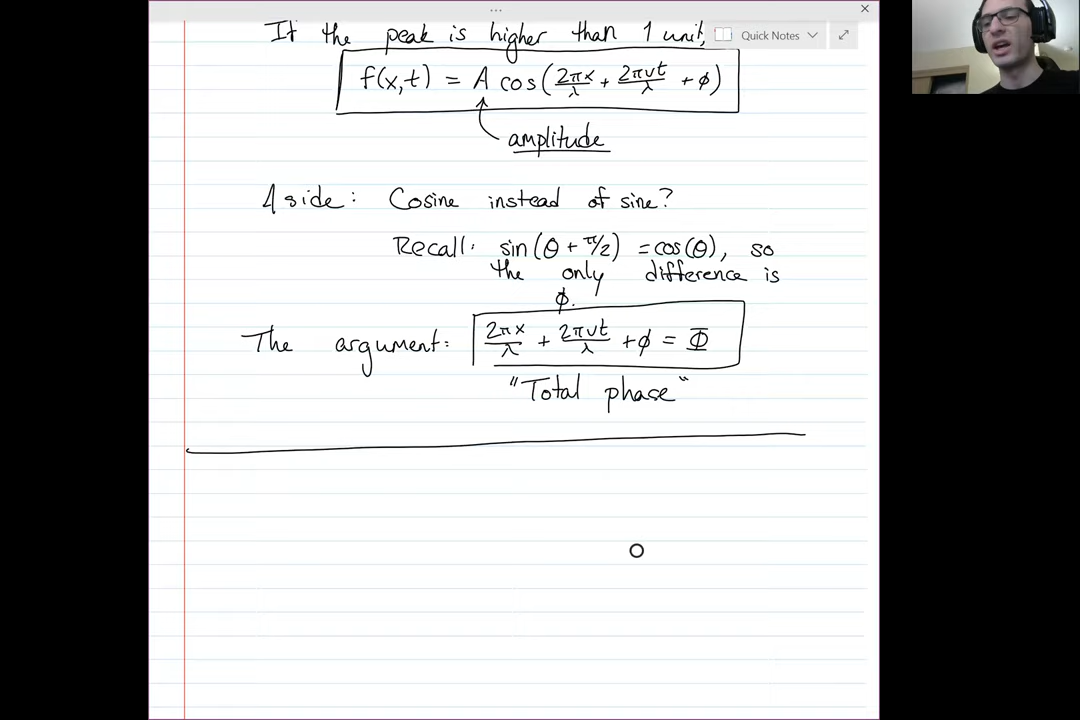 If the peak is higher than 1 unit,
Quick Notes
f(x,t) = A cos(2πx/λ + 2πvt/λ + φ)
amplitude
Aside: Cosine instead of sine?
Recall: sin(θ + π/2) = cos(θ), so
the only difference is
φ.
The argument: 2πx/λ + 2πvt/λ + φ = Φ
"Total phase"